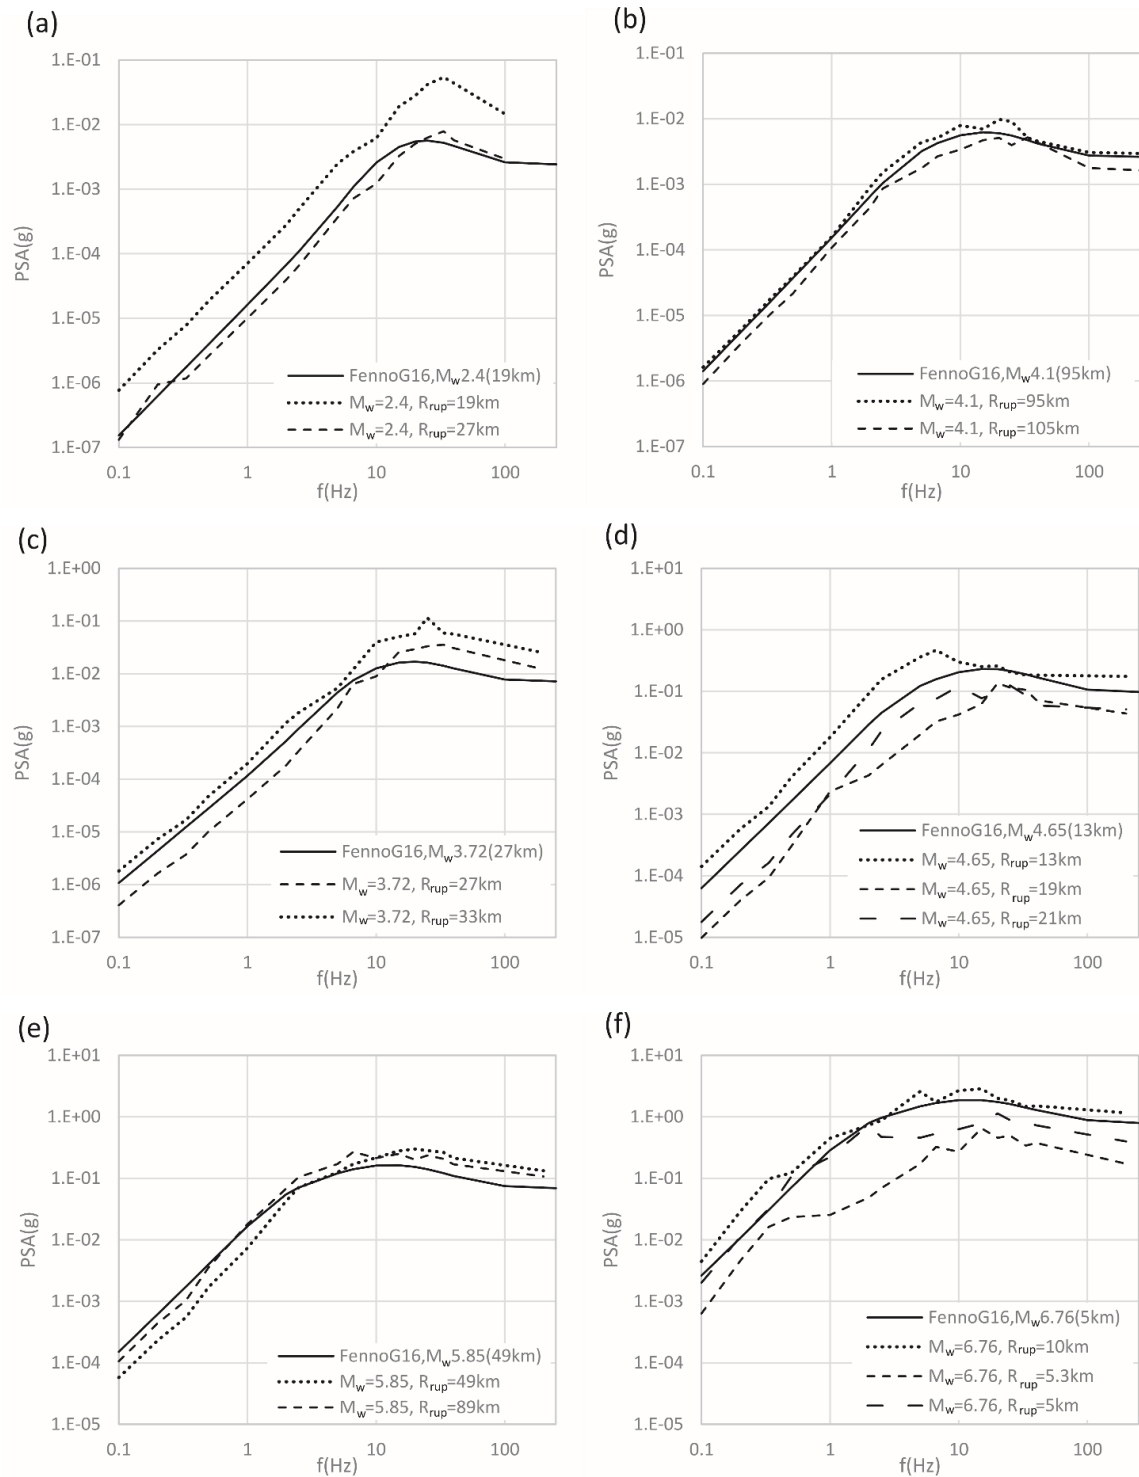 (a)
1.E-01
1.E-02
1.E-03
1.E-04
1.E-05
1.E-06
1.E-07
PSA(g)
FennoG16,Mw2.4(19km)
Mw=2.4, Rrup=19km
Mw=2.4, Rrup=27km
0.1 1 10 100
f(Hz)
(b)
1.E-01
1.E-02
1.E-03
1.E-04
1.E-05
1.E-06
1.E-07
PSA(g)
FennoG16,Mw4.1(95km)
Mw=4.1, Rrup=95km
Mw=4.1, Rrup=105km
0.1 1 10 100
f(Hz)
(c)
1.E+00
1.E-01
1.E-02
1.E-03
1.E-04
1.E-05
1.E-06
1.E-07
PSA(g)
FennoG16,Mw3.72(27km)
Mw=3.72, Rrup=27km
Mw=3.72, Rrup=33km
0.1 1 10 100
f(Hz)
(d)
1.E+01
1.E+00
1.E-01
1.E-02
1.E-03
1.E-04
1.E-05
PSA(g)
FennoG16,Mw4.65(13km)
Mw=4.65, Rrup=13km
Mw=4.65, Rrup=19km
Mw=4.65, Rrup=21km
0.1 1 10 100
f(Hz)
(e)
1.E+01
1.E+00
1.E-01
1.E-02
1.E-03
1.E-04
1.E-05
PSA(g)
FennoG16,Mw5.85(49km)
Mw=5.85, Rrup=49km
Mw=5.85, Rrup=89km
0.1 1 10 100
f(Hz)
(f)
1.E+01
1.E+00
1.E-01
1.E-02
1.E-03
1.E-04
1.E-05
PSA(g)
FennoG16,Mw6.76(5km)
Mw=6.76, Rrup=10km
Mw=6.76, Rrup=5.3km
Mw=6.76, Rrup=5km
0.1 1 10 100
f(Hz)